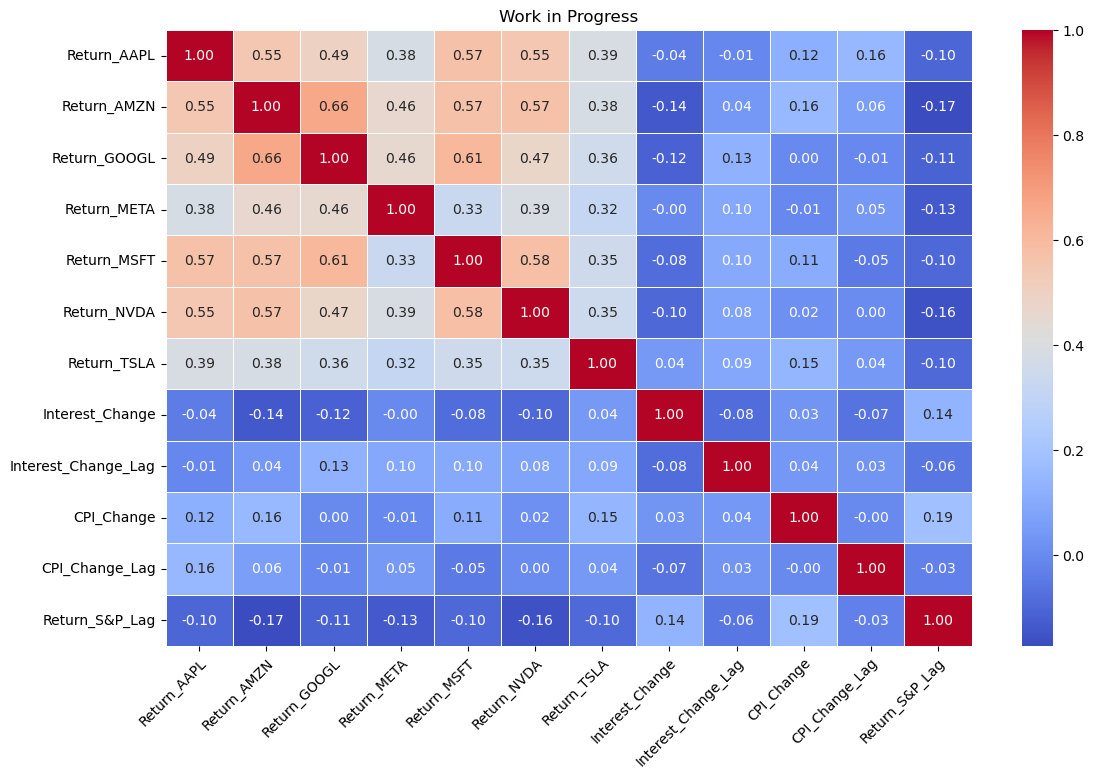 Work in Progress
Return_AAPL 1.00 0.55 0.49 0.38 0.57 0.55 0.39 -0.04 -0.01 0.12 0.16 -0.10
Return_AMZN 0.55 1.00 0.66 0.46 0.57 0.57 0.38 -0.14 0.04 0.16 0.06 -0.17
Return_GOOGL 0.49 0.66 1.00 0.46 0.61 0.47 0.36 -0.12 0.13 0.00 -0.01 -0.11
Return_META 0.38 0.46 0.46 1.00 0.33 0.39 0.32 -0.00 0.10 -0.01 0.05 -0.13
Return_MSFT 0.57 0.57 0.61 0.33 1.00 0.58 0.35 -0.08 0.10 0.11 -0.05 -0.10
Return_NVDA 0.55 0.57 0.47 0.39 0.58 1.00 0.35 -0.10 0.08 0.02 0.00 -0.16
Return_TSLA 0.39 0.38 0.36 0.32 0.35 0.35 1.00 0.04 0.09 0.15 0.04 -0.10
Interest_Change -0.04 -0.14 -0.12 -0.00 -0.08 -0.10 0.04 1.00 -0.08 0.03 -0.07 0.14
Interest_Change_Lag -0.01 0.04 0.13 0.10 0.10 0.08 0.09 -0.08 1.00 0.04 0.03 -0.06
CPI_Change 0.12 0.16 0.00 -0.01 0.11 0.02 0.15 0.03 0.04 1.00 -0.00 0.19
CPI_Change_Lag 0.16 0.06 -0.01 0.05 -0.05 0.00 0.04 -0.07 0.03 -0.00 1.00 -0.03
Return_S&P_Lag -0.10 -0.17 -0.11 -0.13 -0.10 -0.16 -0.10 0.14 -0.06 0.19 -0.03 1.00
Return_AAPL Return_AMZN Return_GOOGL Return_META Return_MSFT Return_NVDA Return_TSLA Interest_Change Interest_Change_Lag CPI_Change CPI_Change_Lag Return_S&P_Lag
1.0
0.8
0.6
0.4
0.2
0.0